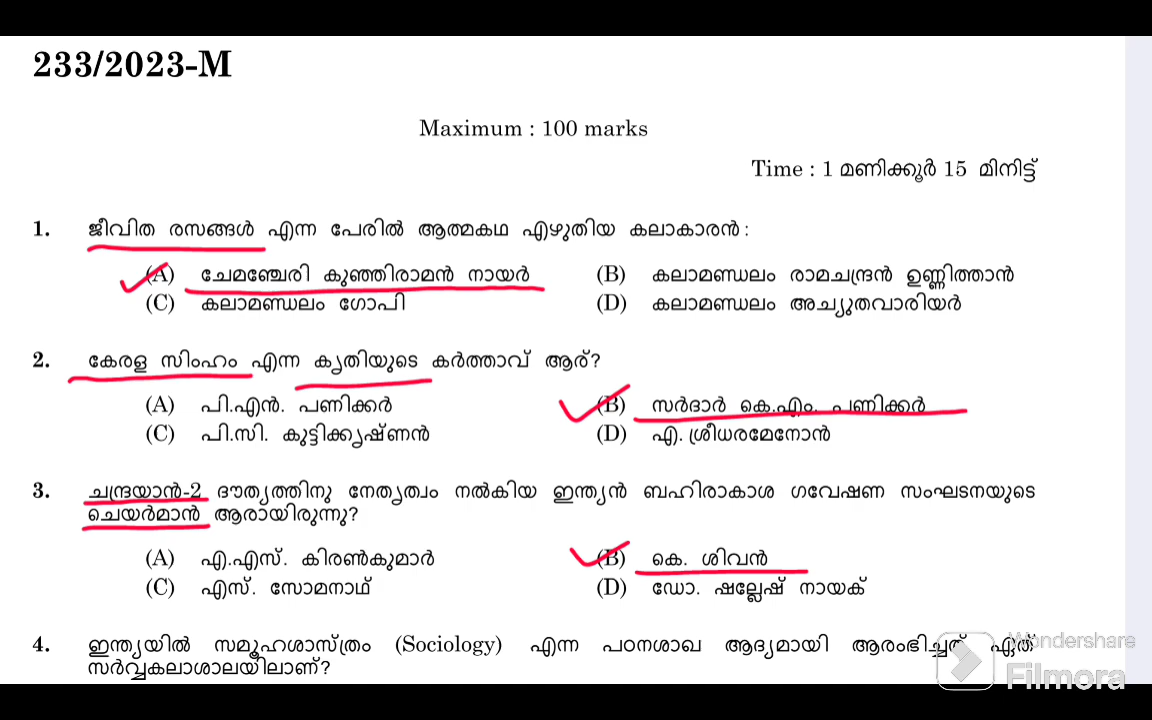 233/2023-M
Maximum : 100 marks
Time : 1 മണിക്കൂർ 15 മിനിട്ട്
1. ജീവിത രസങ്ങൾ എന്ന പേരിൽ ആത്മകഥ എഴുതിയ കലാകാരൻ :
(A) ചേമഞ്ചേരി കുഞ്ഞിരാമൻ നായർ (B) കലാമണ്ഡലം രാമചന്ദ്രൻ ഉണ്ണിത്താൻ
(C) കലാമണ്ഡലം ഗോപി (D) കലാമണ്ഡലം അച്യുതവാരിയർ
2. കേരള സിംഹം എന്ന കൃതിയുടെ കർത്താവ് ആര്?
(A) പി.എൻ. പണിക്കർ (B) സർദാർ കെ.എം. പണിക്കർ
(C) പി.സി. കുട്ടിക്കൃഷ്ണൻ (D) എ. ശ്രീധരമേനോൻ
3. ചന്ദ്രയാൻ-2 ദൗത്യത്തിനു നേതൃത്വം നൽകിയ ഇന്ത്യൻ ബഹിരാകാശ ഗവേഷണ സംഘടനയുടെ
ചെയർമാൻ ആരായിരുന്നു?
(A) എ.എസ്. കിരൺകുമാർ (B) കെ. ശിവൻ
(C) എസ്. സോമനാഥ് (D) ഡോ. ഷല്ലേഷ് നായക്
4. ഇന്ത്യയിൽ സമൂഹശാസ്ത്രം (Sociology) എന്ന പഠനശാഖ ആദ്യമായി ആരംഭിച്ചത് ഏത്
സർവ്വകലാശാലയിലാണ്?
Wondershare
Filmora